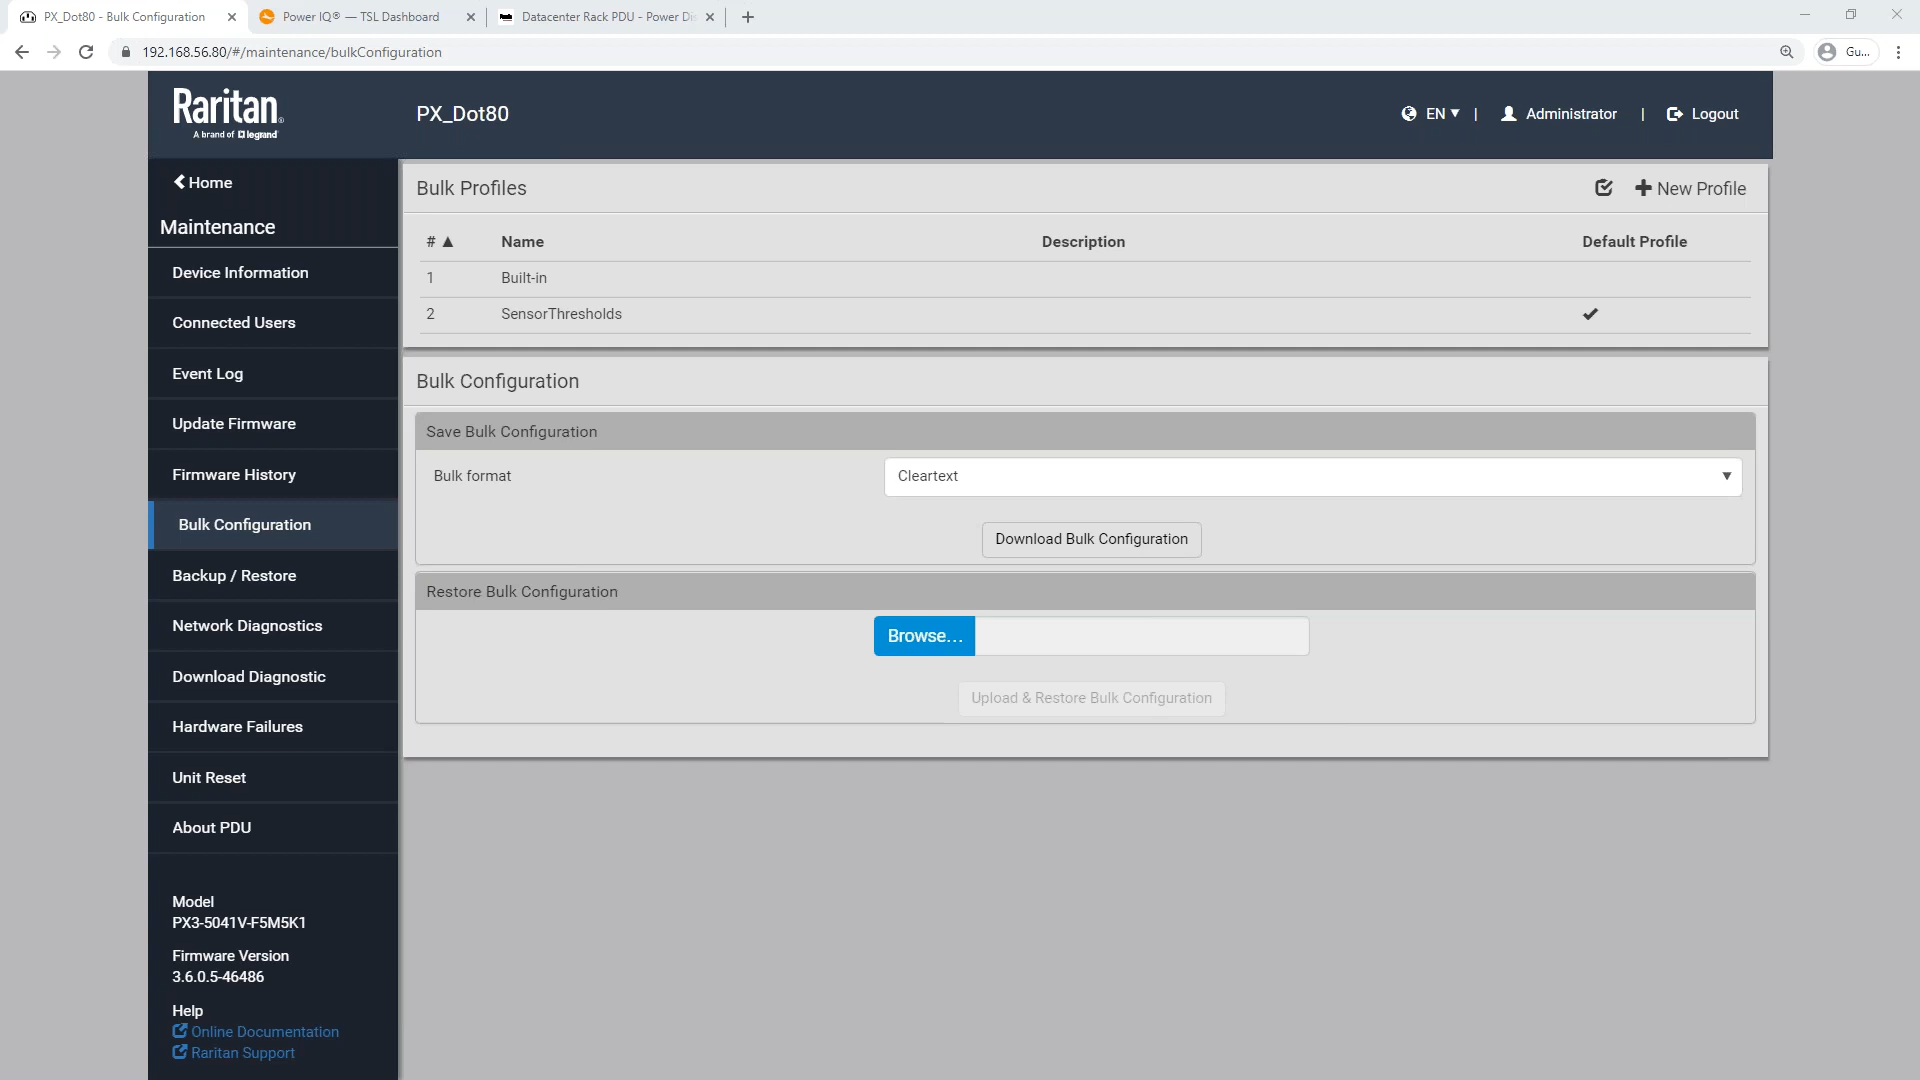 PX_Dot80 - Bulk Configuration
Power IQ® — TSL Dashboard
Datacenter Rack PDU - Power Di
192.168.56.80/#/maintenance/bulkConfiguration
Gu...
Raritan.
A brand of legrand
PX_Dot80
EN ▼ |
Administrator |
Logout
Home
Maintenance
Device Information
Connected Users
Event Log
Update Firmware
Firmware History
Bulk Configuration
Backup / Restore
Network Diagnostics
Download Diagnostic
Hardware Failures
Unit Reset
About PDU
Model
PX3-5041V-F5M5K1
Firmware Version
3.6.0.5-46486
Help
Online Documentation
Raritan Support
Bulk Profiles
New Profile
# ▲ Name Description Default Profile
1 Built-in
2 SensorThresholds ✔
Bulk Configuration
Save Bulk Configuration
Bulk format Cleartext
Download Bulk Configuration
Restore Bulk Configuration
Browse...
Upload & Restore Bulk Configuration